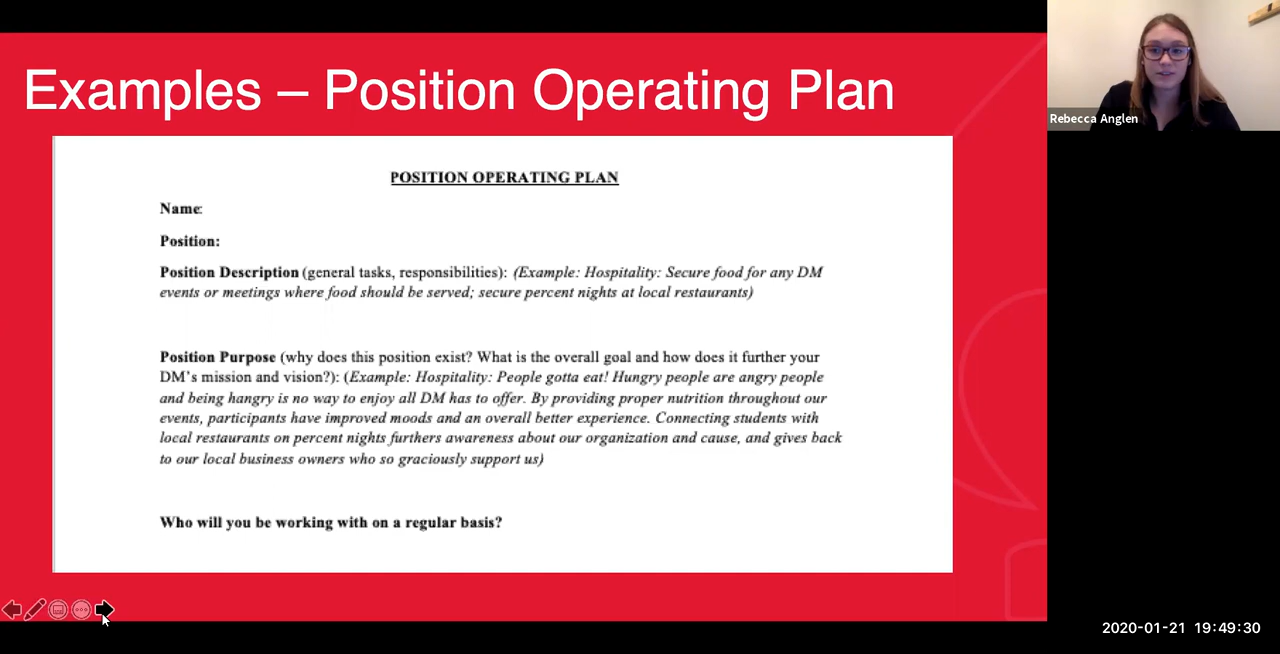 Examples – Position Operating Plan
Rebecca Anglen
POSITION OPERATING PLAN
Name:
Position:
Position Description (general tasks, responsibilities): (Example: Hospitality: Secure food for any DM
events or meetings where food should be served; secure percent nights at local restaurants)
Position Purpose (why does this position exist? What is the overall goal and how does it further your
DM's mission and vision?): (Example: Hospitality: People gotta eat! Hungry people are angry people
and being hangry is no way to enjoy all DM has to offer. By providing proper nutrition throughout our
events, participants have improved moods and an overall better experience. Connecting students with
local restaurants on percent nights furthers awareness about our organization and cause, and gives back
to our local business owners who so graciously support us)
Who will you be working with on a regular basis?
2020-01-21 19:49:30